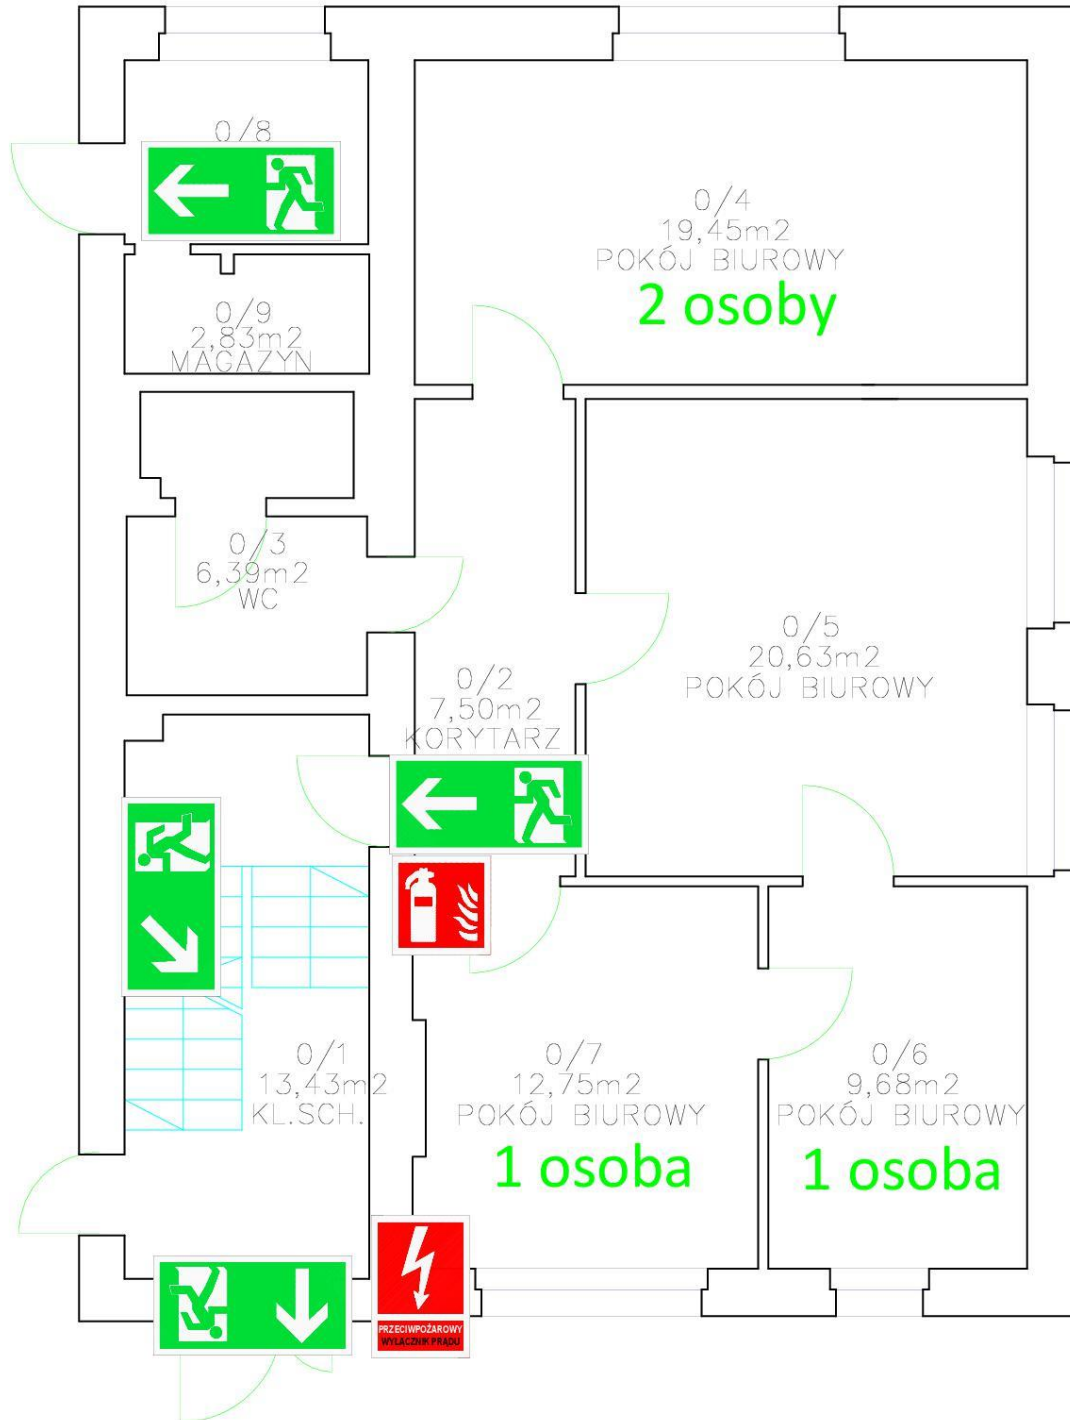 0/8
0/4
19,45m2
POKÓJ BIUROWY
2 osoby
0/9
2,83m2
MAGAZYN
0/3
6,39m2
WC
0/5
20,63m2
POKÓJ BIUROWY
0/2
7,50m2
KORYTARZ
0/1
13,43m2
KL.SCH.
0/7
12,75m2
POKÓJ BIUROWY
1 osoba
0/6
9,68m2
POKÓJ BIUROWY
1 osoba
PRZECIWPOŻAROWY
WYŁĄCZNIK PRĄDU